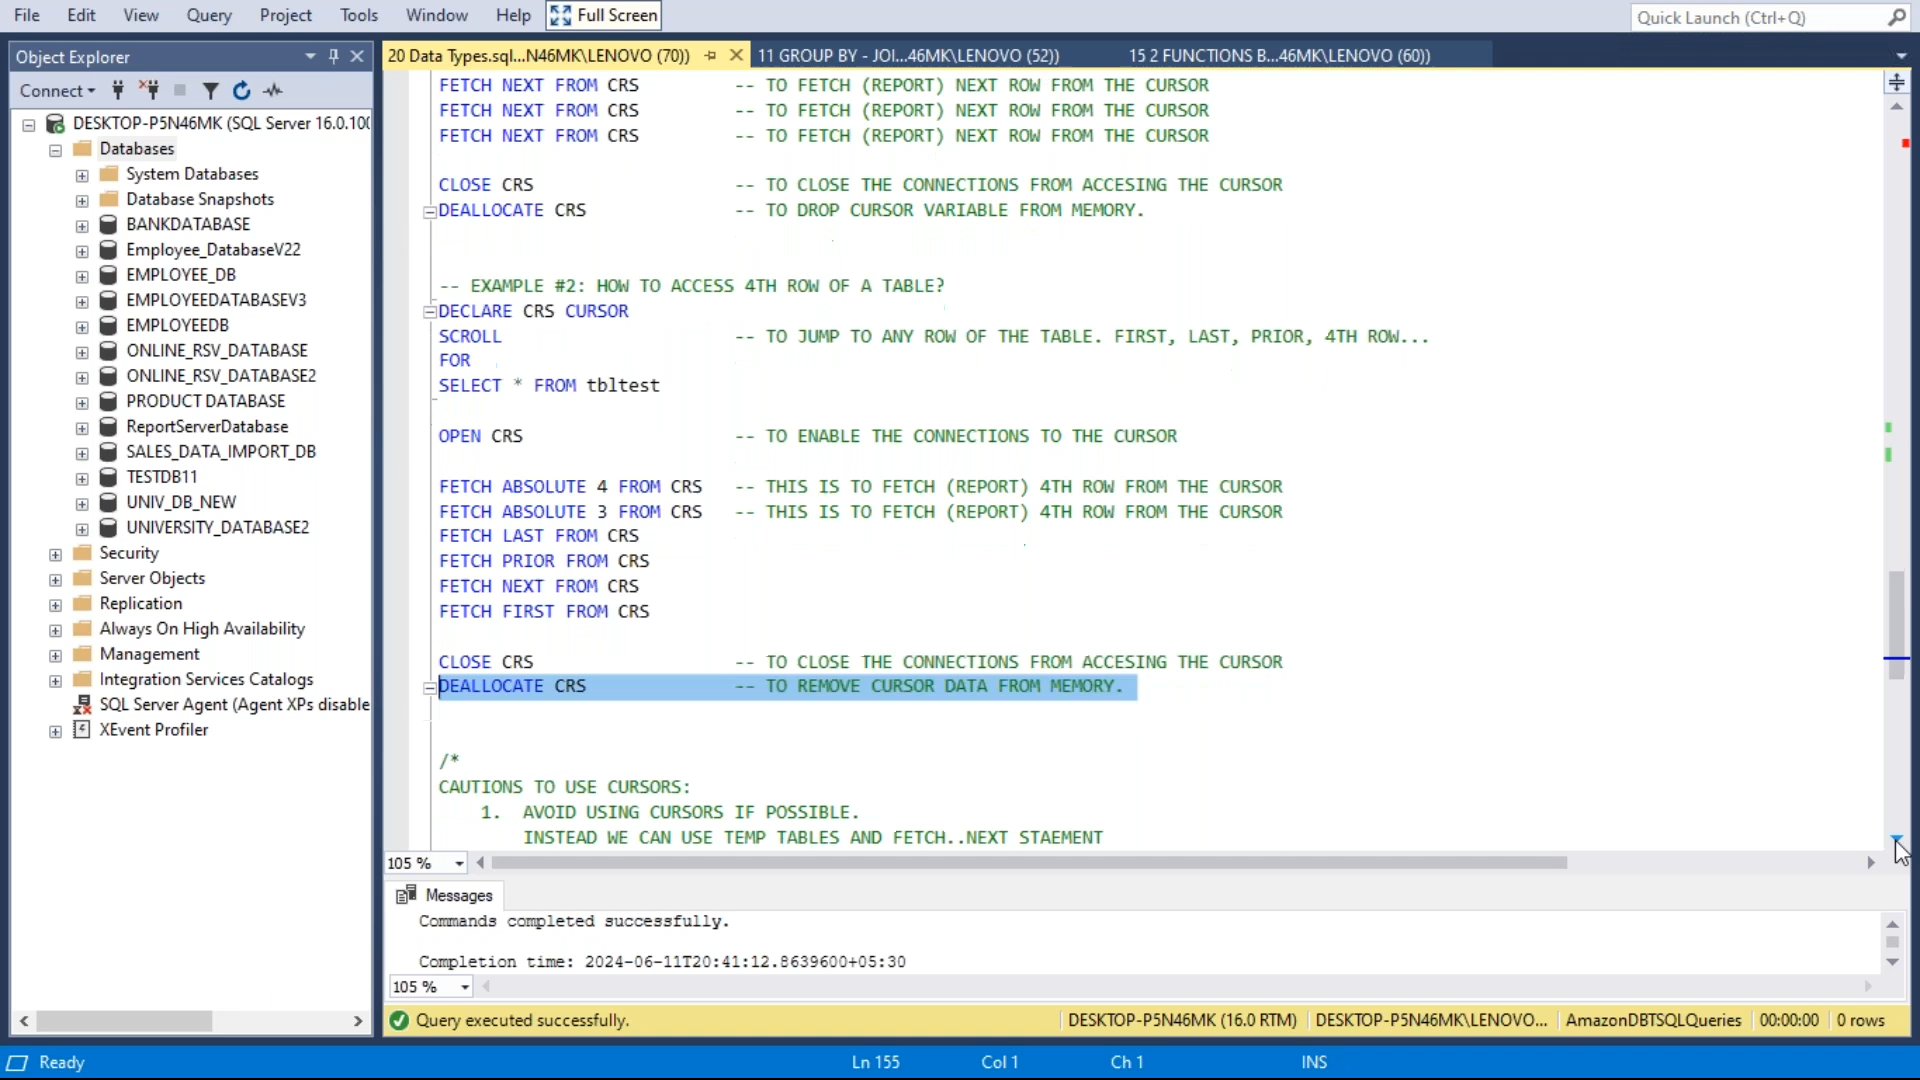 File Edit View Query Project Tools Window Help Full Screen
Quick Launch (Ctrl+Q)
Object Explorer
Connect
DESKTOP-P5N46MK (SQL Server 16.0.100
Databases
System Databases
Database Snapshots
BANKDATABASE
Employee_DatabaseV22
EMPLOYEE_DB
EMPLOYEEDATABASEV3
EMPLOYEEDB
ONLINE_RSV_DATABASE
ONLINE_RSV_DATABASE2
PRODUCT DATABASE
ReportServerDatabase
SALES_DATA_IMPORT_DB
TESTDB11
UNIV_DB_NEW
UNIVERSITY_DATABASE2
Security
Server Objects
Replication
Always On High Availability
Management
Integration Services Catalogs
SQL Server Agent (Agent XPs disable
XEvent Profiler
20 Data Types.sql...N46MK\LENOVO (70)) 11 GROUP BY - JOI...46MK\LENOVO (52)) 15 2 FUNCTIONS B...46MK\LENOVO (60))
FETCH NEXT FROM CRS -- TO FETCH (REPORT) NEXT ROW FROM THE CURSOR
FETCH NEXT FROM CRS -- TO FETCH (REPORT) NEXT ROW FROM THE CURSOR
FETCH NEXT FROM CRS -- TO FETCH (REPORT) NEXT ROW FROM THE CURSOR
CLOSE CRS -- TO CLOSE THE CONNECTIONS FROM ACCESING THE CURSOR
DEALLOCATE CRS -- TO DROP CURSOR VARIABLE FROM MEMORY.
-- EXAMPLE #2: HOW TO ACCESS 4TH ROW OF A TABLE?
DECLARE CRS CURSOR
SCROLL -- TO JUMP TO ANY ROW OF THE TABLE. FIRST, LAST, PRIOR, 4TH ROW...
FOR
SELECT * FROM tbltest
OPEN CRS -- TO ENABLE THE CONNECTIONS TO THE CURSOR
FETCH ABSOLUTE 4 FROM CRS -- THIS IS TO FETCH (REPORT) 4TH ROW FROM THE CURSOR
FETCH ABSOLUTE 3 FROM CRS -- THIS IS TO FETCH (REPORT) 4TH ROW FROM THE CURSOR
FETCH LAST FROM CRS
FETCH PRIOR FROM CRS
FETCH NEXT FROM CRS
FETCH FIRST FROM CRS
CLOSE CRS -- TO CLOSE THE CONNECTIONS FROM ACCESING THE CURSOR
DEALLOCATE CRS -- TO REMOVE CURSOR DATA FROM MEMORY.
/*
CAUTIONS TO USE CURSORS:
1. AVOID USING CURSORS IF POSSIBLE.
INSTEAD WE CAN USE TEMP TABLES AND FETCH..NEXT STAEMENT
105 %
Messages
Commands completed successfully.
Completion time: 2024-06-11T20:41:12.8639600+05:30
105 %
Query executed successfully. DESKTOP-P5N46MK (16.0 RTM) DESKTOP-P5N46MK\LENOVO... AmazonDBTSQLQueries 00:00:00 0 rows
Ready Ln 155 Col 1 Ch 1 INS